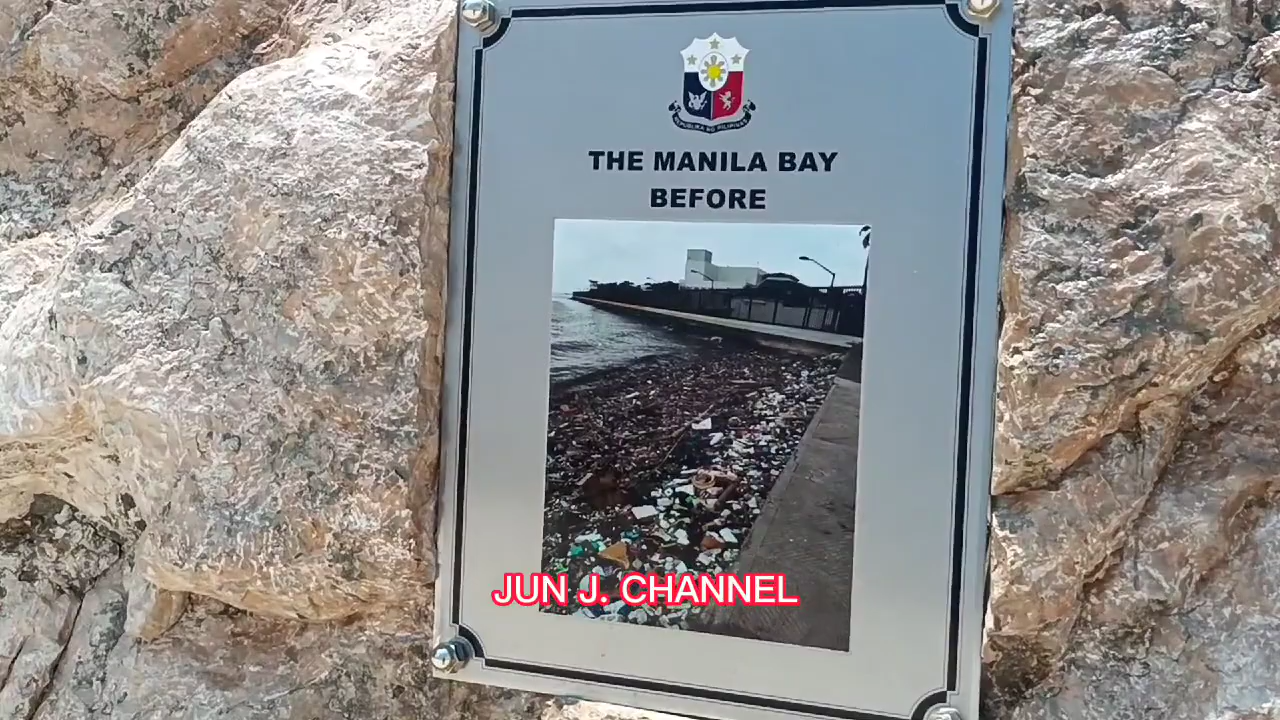 REPUBLIKA NG PILIPINAS
THE MANILA BAY
BEFORE
JUN J. CHANNEL